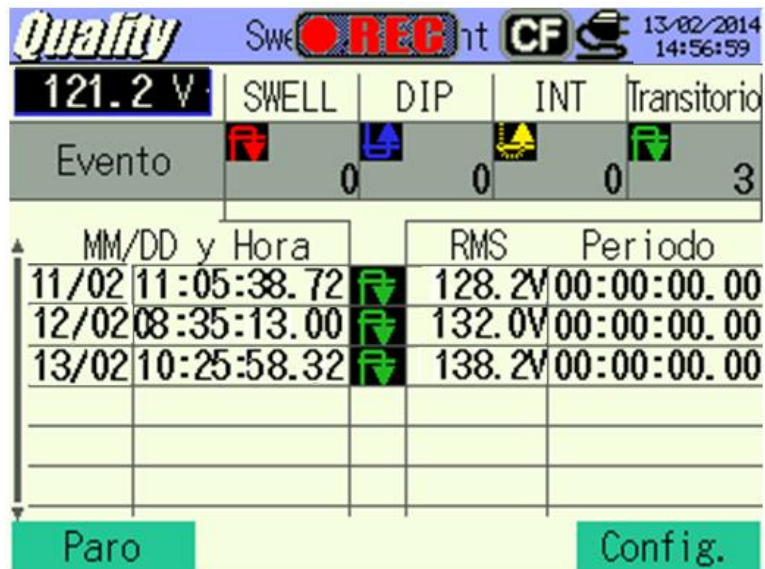 Quality Swe REC nt CF 13/02/2014
14:56:59
121.2 V SWELL DIP INT Transitorio
Evento 0 0 0 3
MM/DD y Hora RMS Periodo
11/02 11:05:38.72 128.2V 00:00:00.00
12/02 08:35:13.00 132.0V 00:00:00.00
13/02 10:25:58.32 138.2V 00:00:00.00
Paro Config.